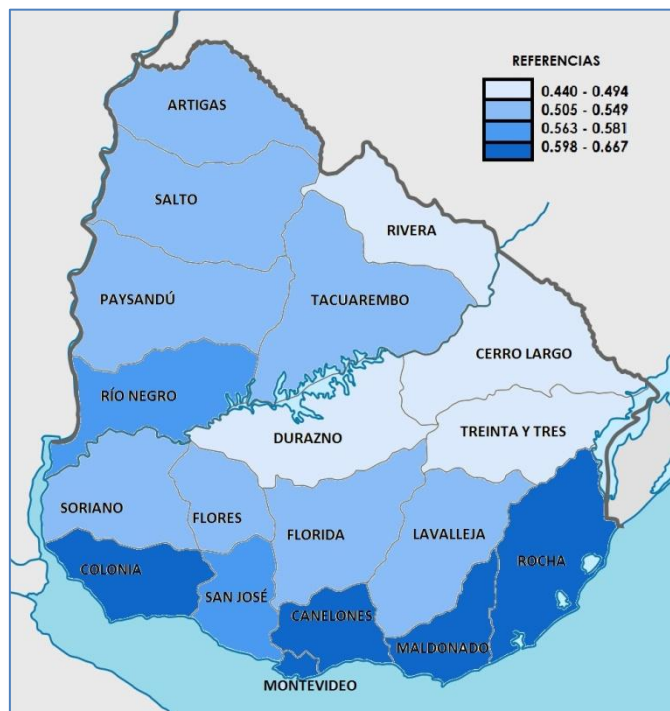 REFERENCIAS
0.440 - 0.494
0.505 - 0.549
0.563 - 0.581
0.598 - 0.667
ARTIGAS
SALTO
RIVERA
PAYSANDÚ
TACUAREMBO
CERRO LARGO
RÍO NEGRO
DURAZNO
TREINTA Y TRES
SORIANO
FLORES
FLORIDA
LAVALLEJA
ROCHA
COLONIA
SAN JOSÉ
CANELONES
MALDONADO
MONTEVIDEO